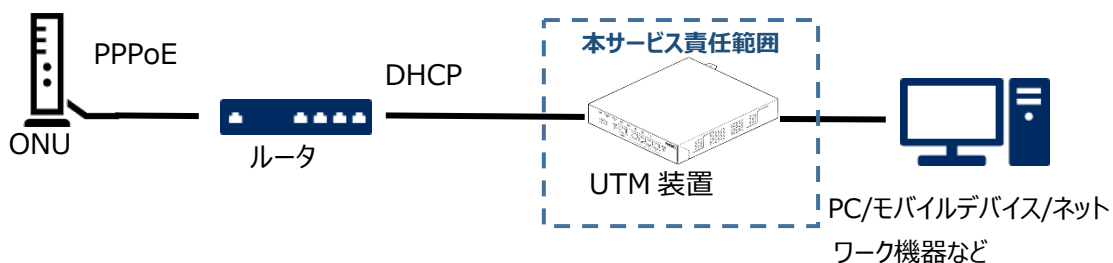 本サービス責任範囲
PPPoE
DHCP
ONU
ルータ
UTM 装置
PC/モバイルデバイス/ネット
ワーク機器など